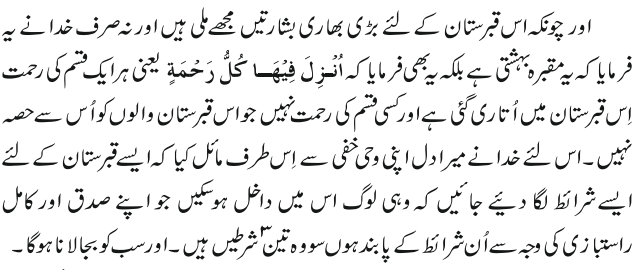 اور چونکہ اس قبرستان کے لئے بڑی بھاری بشارتیں مجھے ملی ہیں اور نہ صرف خدا نے یہ
فرمایا کہ یہ مقبرہ بہشتی ہے بلکہ یہ بھی فرمایا کہ اُنْزِلَ فِیْھَا کُلُّ رَحْمَۃٍ یعنی ہر ایک قسم کی رحمت
اِس قبرستان میں اُتاری گئی ہے اور کسی قسم کی رحمت نہیں جو اس قبرستان والوں کو اُس سے حصہ
نہیں۔ اس لئے خدا نے میرا دل اپنی وحی خفی سے اِس طرف مائل کیا کہ ایسے قبرستان کے لئے
ایسے شرائط لگا دیئے جائیں کہ وہی لوگ اس میں داخل ہوسکیں جو اپنے صدق اور کامل
راستبازی کی وجہ سے اُن شرائط کے پابند ہوں سو وہ تین۳ شرطیں ہیں۔ اور سب کو بجا لانا ہوگا۔